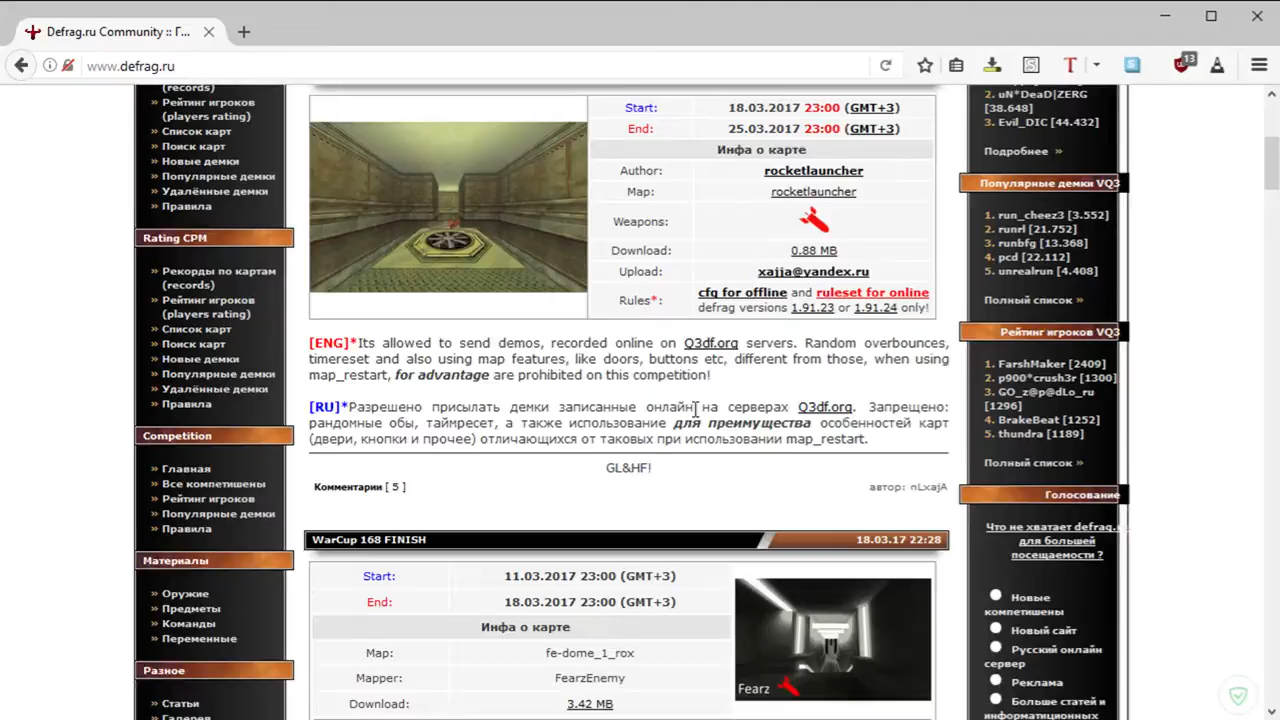 Defrag.ru Community :: Г...
www.defrag.ru
13
(records)
» Рейтинг игроков
(players rating)
» Список карт
» Поиск карт
» Новые демки
» Популярные демки
» Удалённые демки
» Правила
Rating CPM
» Рекорды по картам
(records)
» Рейтинг игроков
(players rating)
» Список карт
» Поиск карт
» Новые демки
» Популярные демки
» Удалённые демки
» Правила
Competition
» Главная
» Все компетишены
» Рейтинг игроков
» Популярные демки
» Правила
Материалы
» Оружие
» Предметы
» Команды
» Переменные
Разное
» Статьи
» Галерея
Start: 18.03.2017 23:00 (GMT+3)
End: 25.03.2017 23:00 (GMT+3)
Инфа о карте
Author: rocketlauncher
Map: rocketlauncher
Weapons:
Download: 0.88 MB
Upload: xajja@yandex.ru
Rules*: cfg for offline and ruleset for online
defrag versions 1.91.23 or 1.91.24 only!
[ENG]*Its allowed to send demos, recorded online on Q3df.org servers. Random overbounces,
timereset and also using map features, like doors, buttons etc, different from those, when using
map_restart, for advantage are prohibited on this competition!
[RU]*Разрешено присылать демки записанные онлайн на серверах Q3df.org. Запрещено:
рандомные обы, таймресет, а также использование для преимущества особенностей карт
(двери, кнопки и прочее) отличающихся от таковых при использовании map_restart.
GL&HF!
Комментарии [ 5 ] автор: nLxajA
WarCup 168 FINISH 18.03.17 22:28
Start: 11.03.2017 23:00 (GMT+3)
End: 18.03.2017 23:00 (GMT+3)
Инфа о карте
Map: fe-dome_1_rox
Mapper: FearzEnemy
Download: 3.42 MB
Fearz
2. uN*DeaD|ZERG
[38.648]
3. Evil_DIC [44.432]
Подробнее »
Популярные демки VQ3
1. run_cheez3 [3.552]
2. runrl [21.752]
3. runbfg [13.368]
4. pcd [22.112]
5. unrealrun [4.408]
Полный список »
Рейтинг игроков VQ3
1. FarshMaker [2409]
2. p900*crush3r [1300]
3. GO_z@p@dLo_ru
[1296]
4. BrakeBeat [1252]
5. thundra [1189]
Полный список »
Голосование
Что не хватает defrag.ru
для большей
посещаемости ?
Новые
компетишены
Новый сайт
Русский онлайн
сервер
Реклама
Больше статей и
информационных